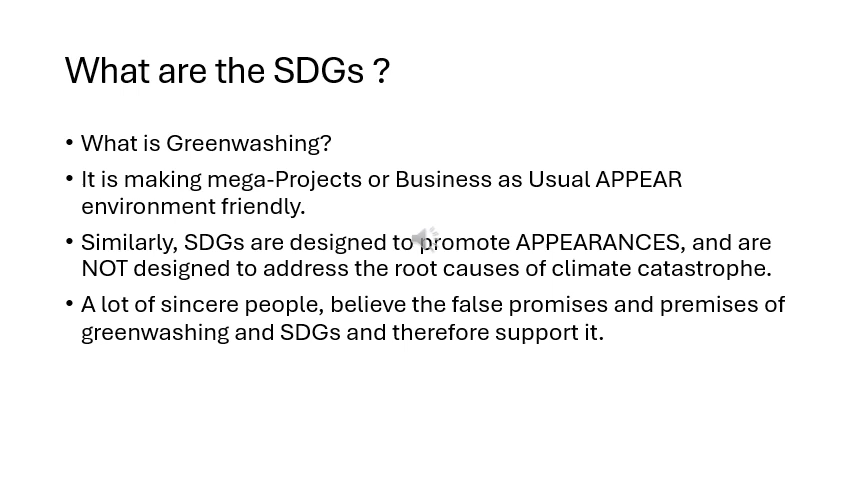 What are the SDGs ?
• What is Greenwashing?
• It is making mega-Projects or Business as Usual APPEAR
environment friendly.
• Similarly, SDGs are designed to promote APPEARANCES, and are
NOT designed to address the root causes of climate catastrophe.
• A lot of sincere people, believe the false promises and premises of
greenwashing and SDGs and therefore support it.